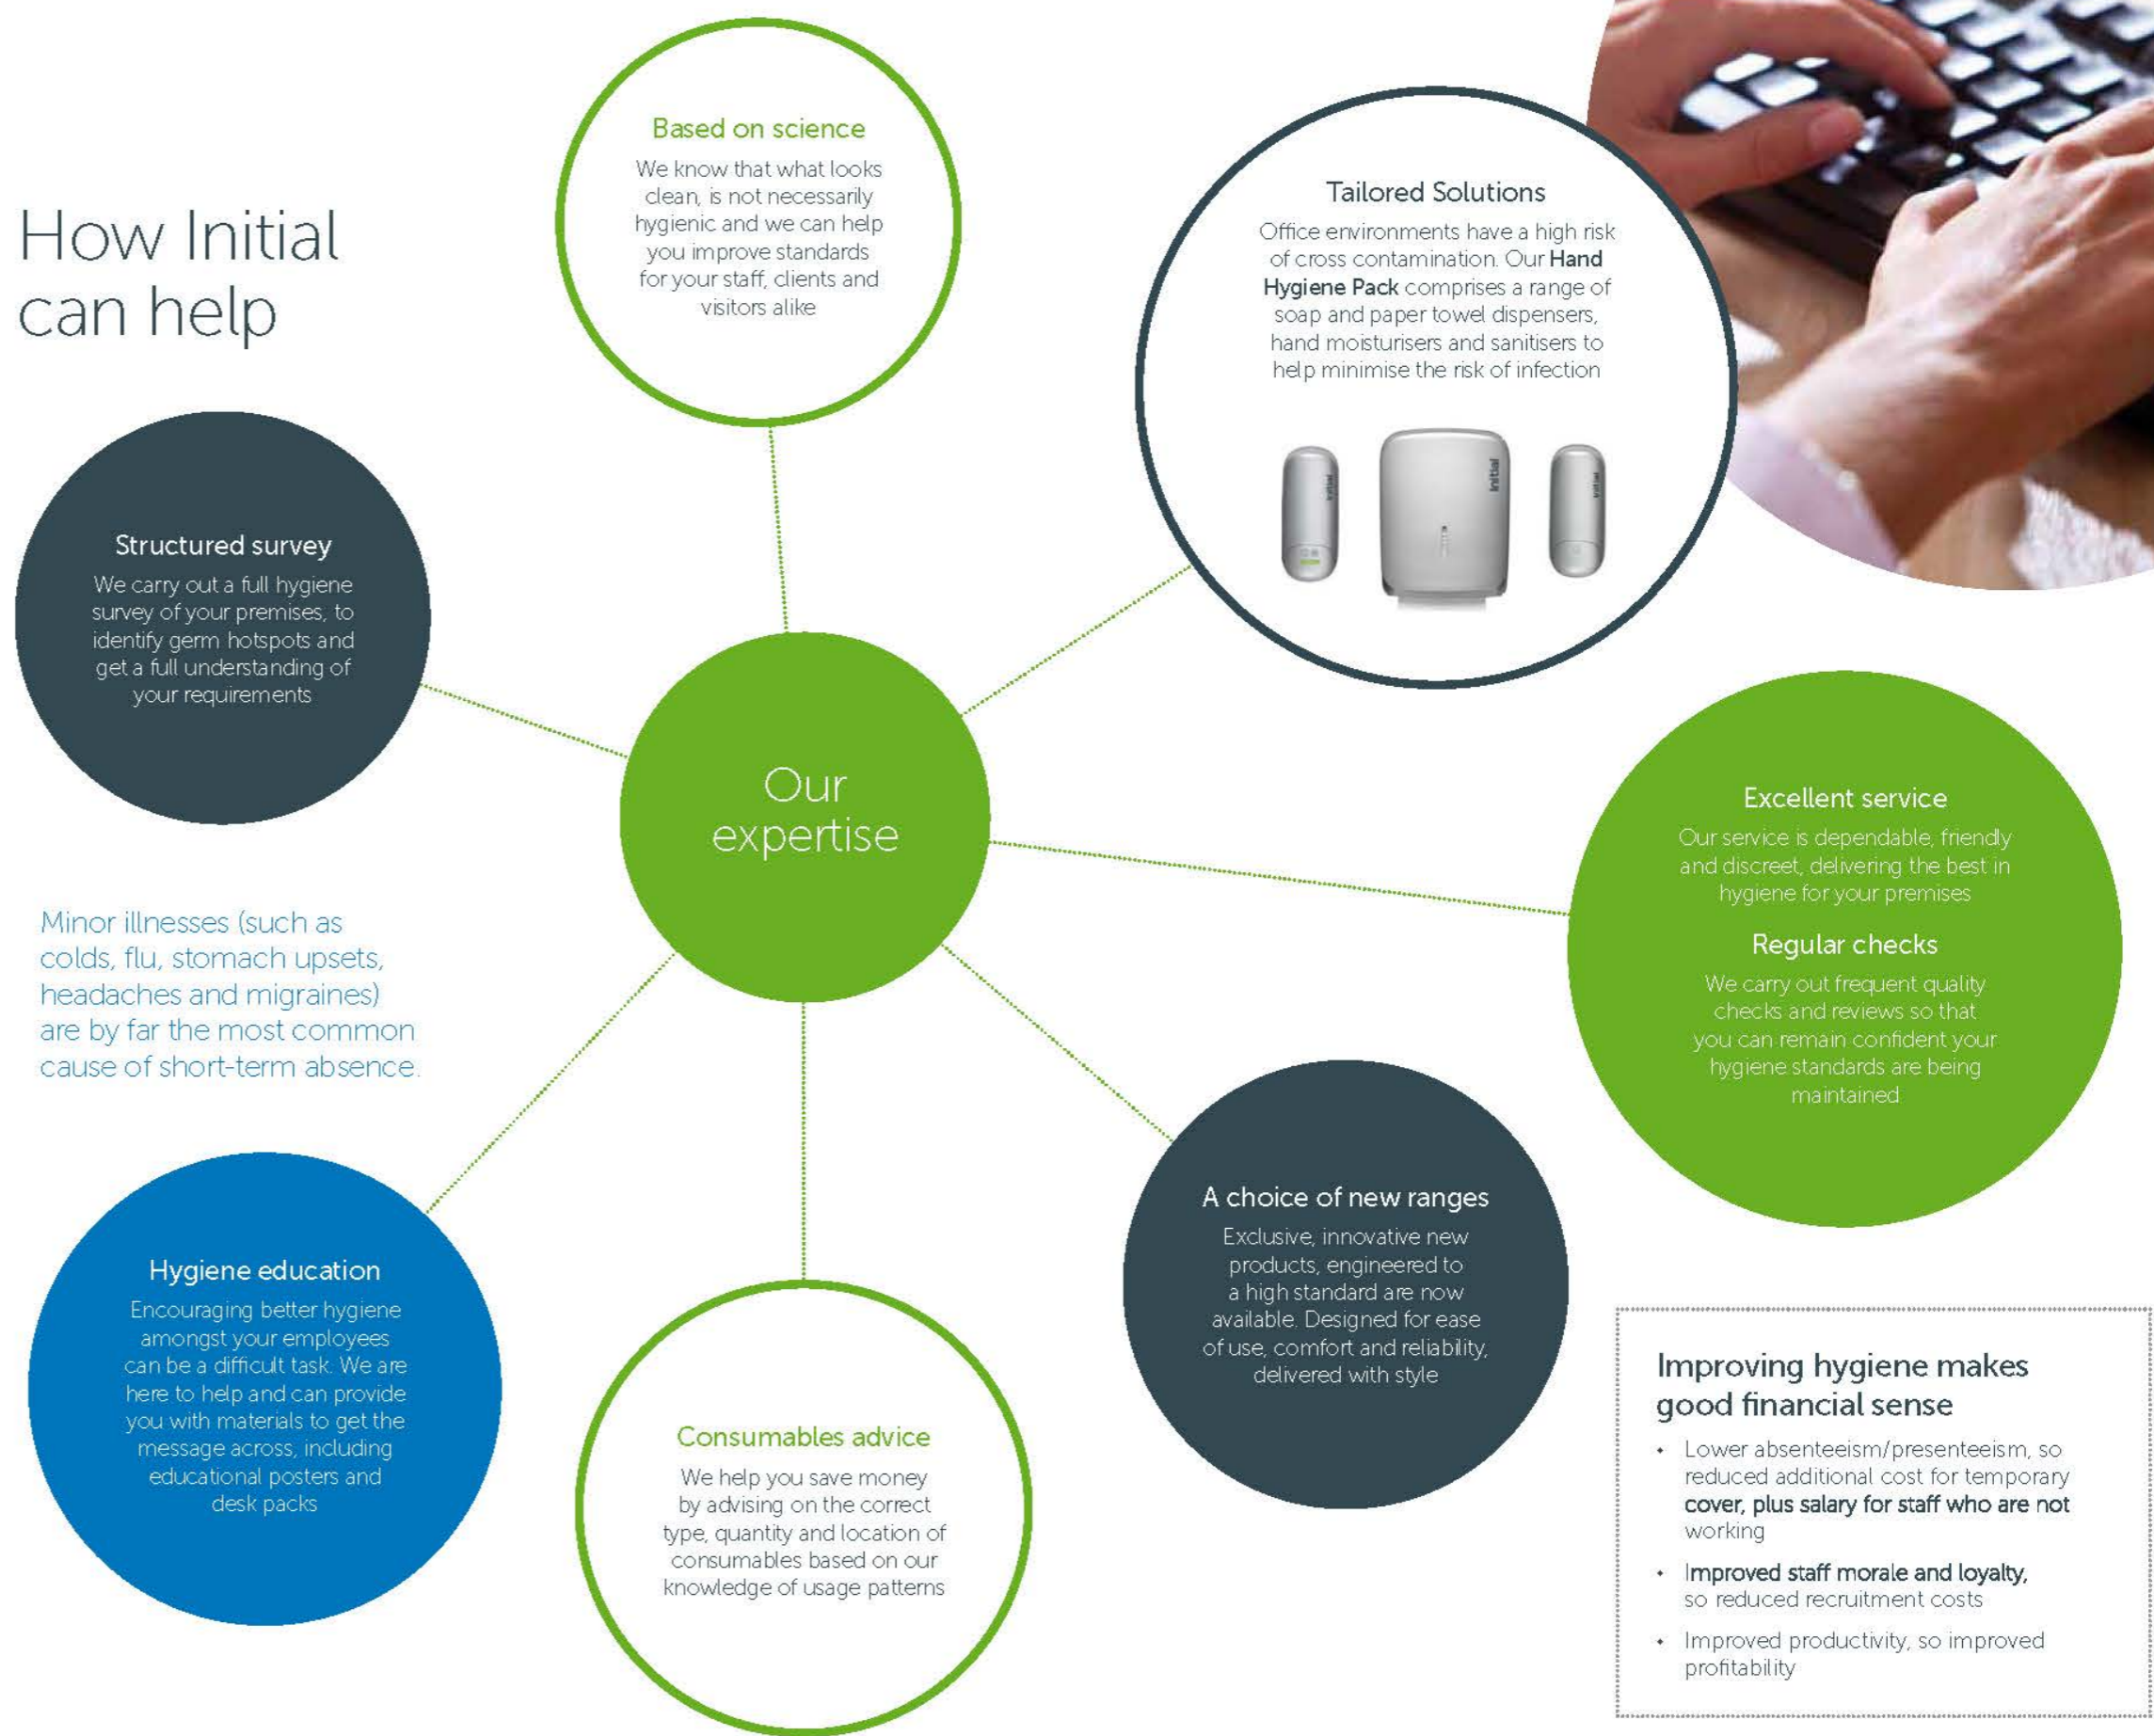 How Initial
can help
Based on science
We know that what looks
clean, is not necessarily
hygienic and we can help
you improve standards
for your staff, clients and
visitors alike
Tailored Solutions
Office environments have a high risk
of cross contamination. Our Hand
Hygiene Pack comprises a range of
soap and paper towel dispensers,
hand moisturisers and sanitisers to
help minimise the risk of infection
Initial
Initial
Initial
Structured survey
We carry out a full hygiene
survey of your premises, to
identify germ hotspots and
get a full understanding of
your requirements
Our
expertise
Excellent service
Our service is dependable, friendly
and discreet, delivering the best in
hygiene for your premises
Regular checks
We carry out frequent quality
checks and reviews so that
you can remain confident your
hygiene standards are being
maintained
Minor illnesses (such as
colds, flu, stomach upsets,
headaches and migraines)
are by far the most common
cause of short-term absence.
Hygiene education
Encouraging better hygiene
amongst your employees
can be a difficult task. We are
here to help and can provide
you with materials to get the
message across, including
educational posters and
desk packs
Consumables advice
We help you save money
by advising on the correct
type, quantity and location of
consumables based on our
knowledge of usage patterns
A choice of new ranges
Exclusive, innovative new
products, engineered to
a high standard are now
available. Designed for ease
of use, comfort and reliability,
delivered with style
Improving hygiene makes
good financial sense
• Lower absenteeism/presenteeism, so
reduced additional cost for temporary
cover, plus salary for staff who are not
working
• Improved staff morale and loyalty,
so reduced recruitment costs
• Improved productivity, so improved
profitability